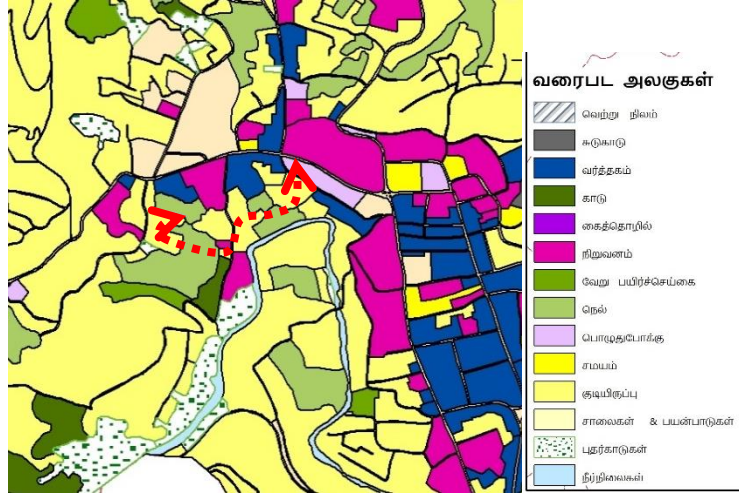 வரைபட அலகுகள்
வெற்று நிலம்
சுடுகாடு
வர்த்தகம்
காடு
கைத்தொழில்
நிறுவனம்
வேறு பயிர்ச்செய்கை
நெல்
பொழுதுபோக்கு
சமயம்
குடியிருப்பு
சாலைகள் & பயன்பாடுகள்
புதர்காடுகள்
நீர்நிலைகள்